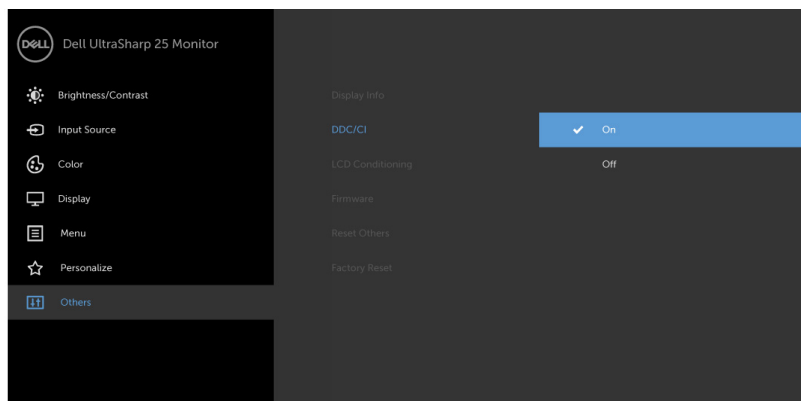 DELL Dell UltraSharp 25 Monitor
Brightness/Contrast
Display Info
Input Source
DDC/CI
On
Color
LCD Conditioning
Off
Display
Firmware
Menu
Reset Others
Personalize
Factory Reset
Others